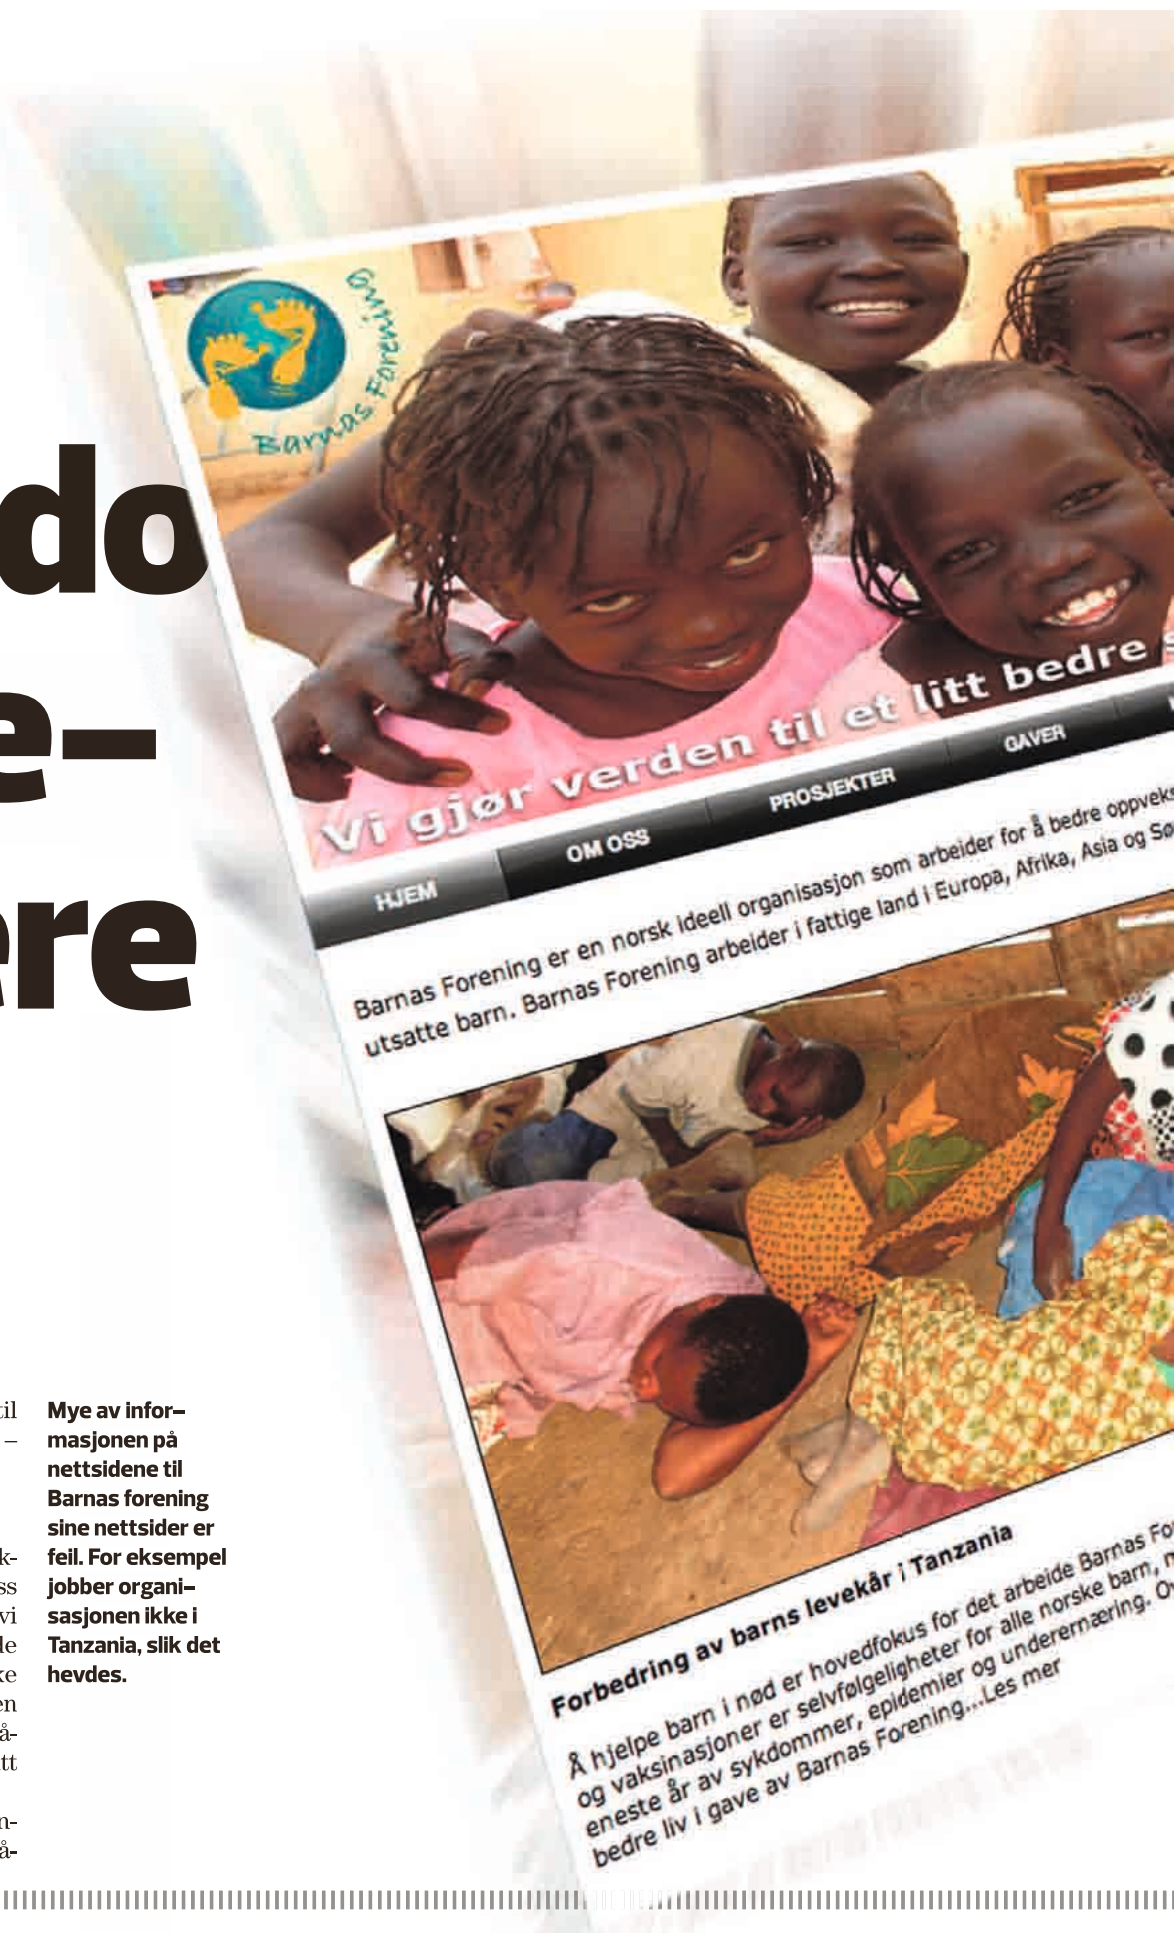 do
e–
ere
til
–
k-
ss
vi
de
ke
en
å-
tt
n-
å-
Mye av infor–
masjonen på
nettsidene til
Barnas forening
sine nettsider er
feil. For eksempel
jobber organi–
sasjonen ikke i
Tanzania, slik det
hevdes.
Barnas Forening
Vi gjør verden til et litt bedre s
HJEM
OM OSS
PROSJEKTER
GAVER
Barnas Forening er en norsk ideell organisasjon som arbeider for å bedre oppveks
utsatte barn. Barnas Forening arbeider i fattige land i Europa, Afrika, Asia og Sør
Forbedring av barns levekår i Tanzania
Å hjelpe barn i nød er hovedfokus for det arbeide Barnas For
og vaksinasjoner er selvfølgeligheter for alle norske barn, m
eneste år av sykdommer, epidemier og underernæring. Ov
bedre liv i gave av Barnas Forening...Les mer